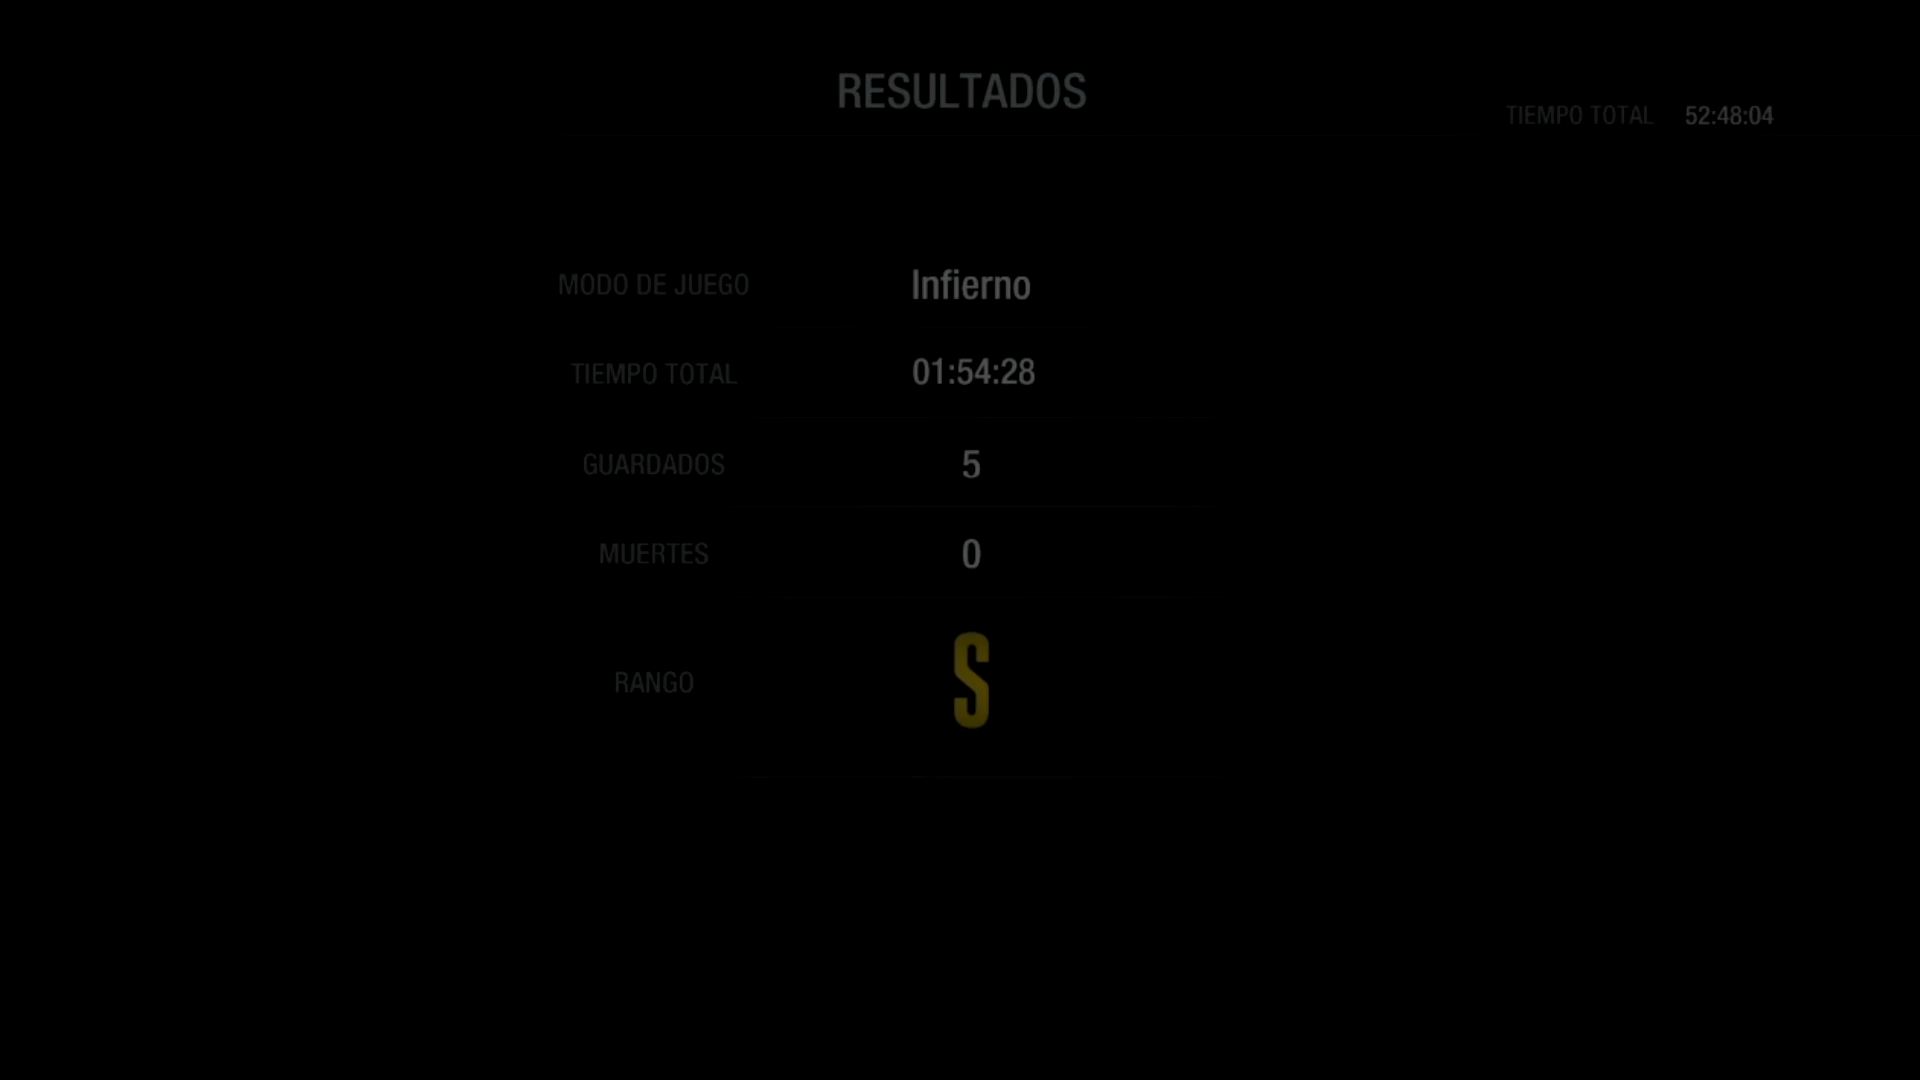 RESULTADOS
TIEMPO TOTAL 52:48:04
MODO DE JUEGO Infierno
TIEMPO TOTAL 01:54:28
GUARDADOS 5
MUERTES 0
RANGO S